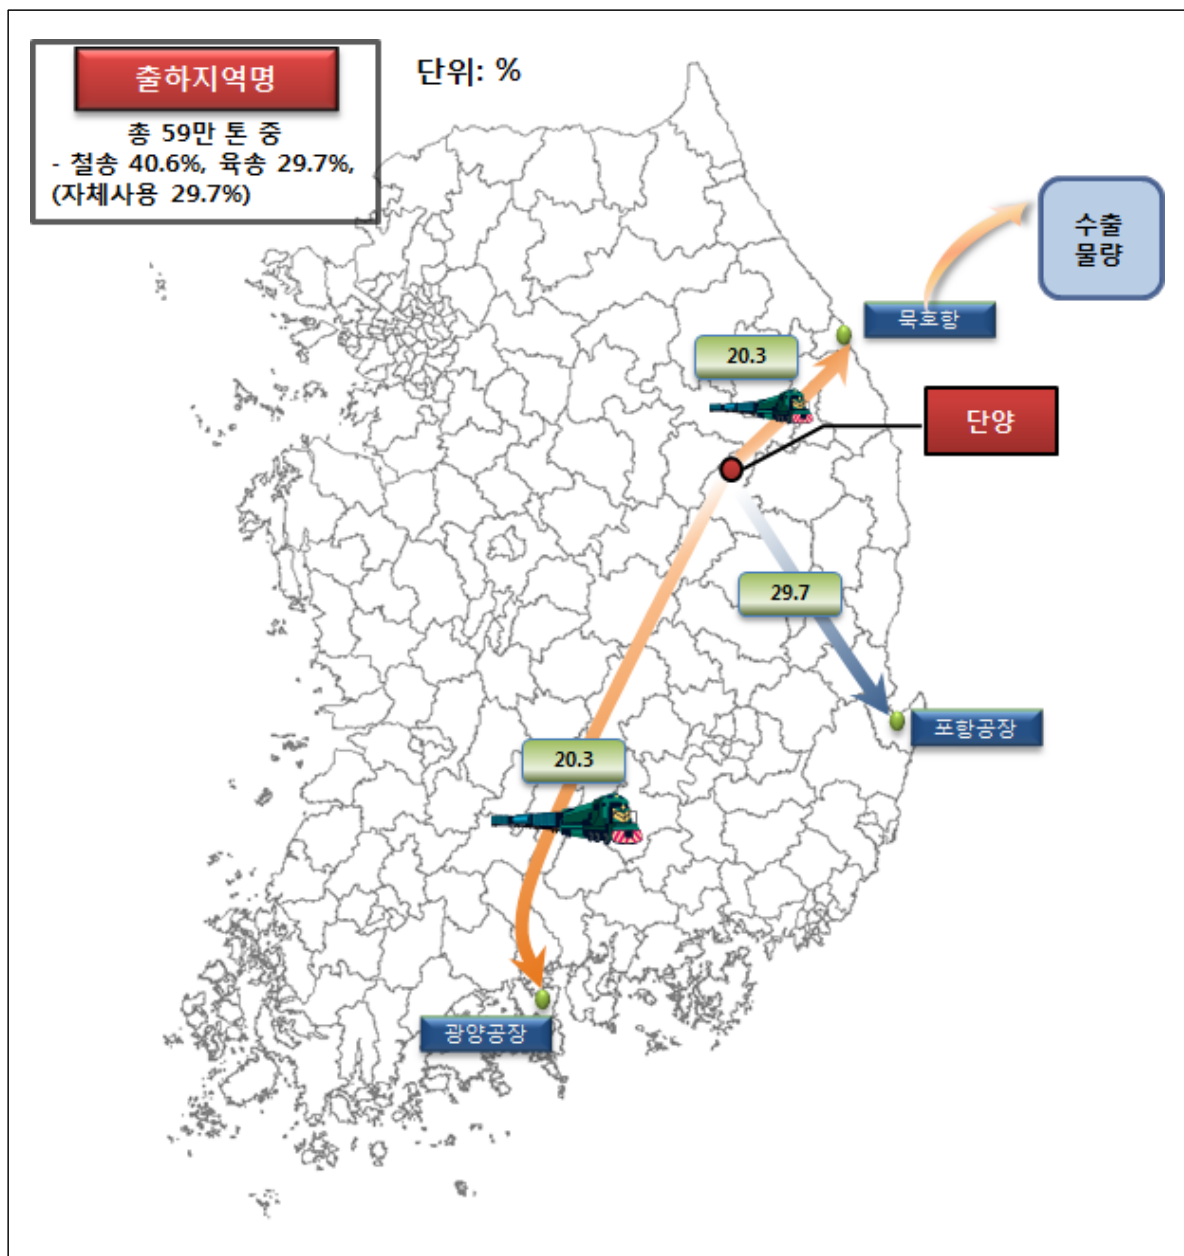 출하지역명
단위: %
총 59만 톤 중
- 철송 40.6%, 육송 29.7%,
(자체사용 29.7%)
수출
물량
묵호항
20.3
단양
29.7
포항공장
20.3
광양공장